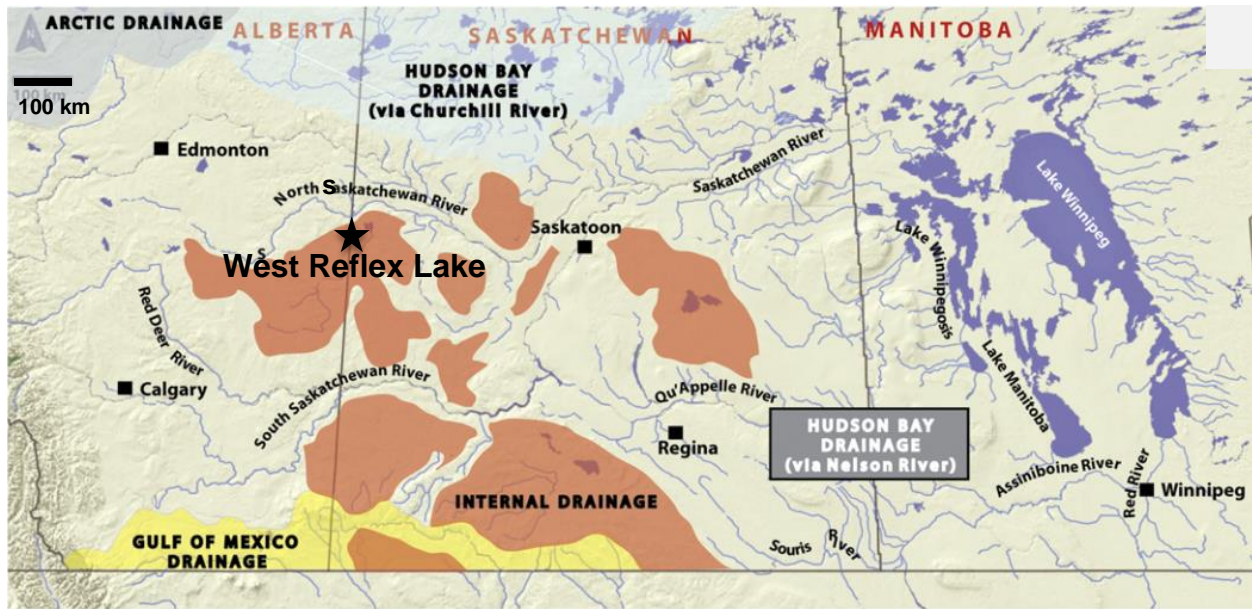 ARCTIC DRAINAGE
ALBERTA
SASKATCHEWAN
MANITOBA
N
100 km
100 km
HUDSON BAY
DRAINAGE
(via Churchill River)
Edmonton
North Saskatchewan River
s
Saskatchewan River
Lake Winnipeg
Saskatoon
s
West Reflex Lake
Lake Winnipegosis
Red Deer River
Lake Manitoba
Calgary
South Saskatchewan River
Qu'Appelle River
Regina
HUDSON BAY
DRAINAGE
(via Nelson River)
Assiniboine River
Red River
Winnipeg
INTERNAL DRAINAGE
GULF OF MEXICO
DRAINAGE
Souris River